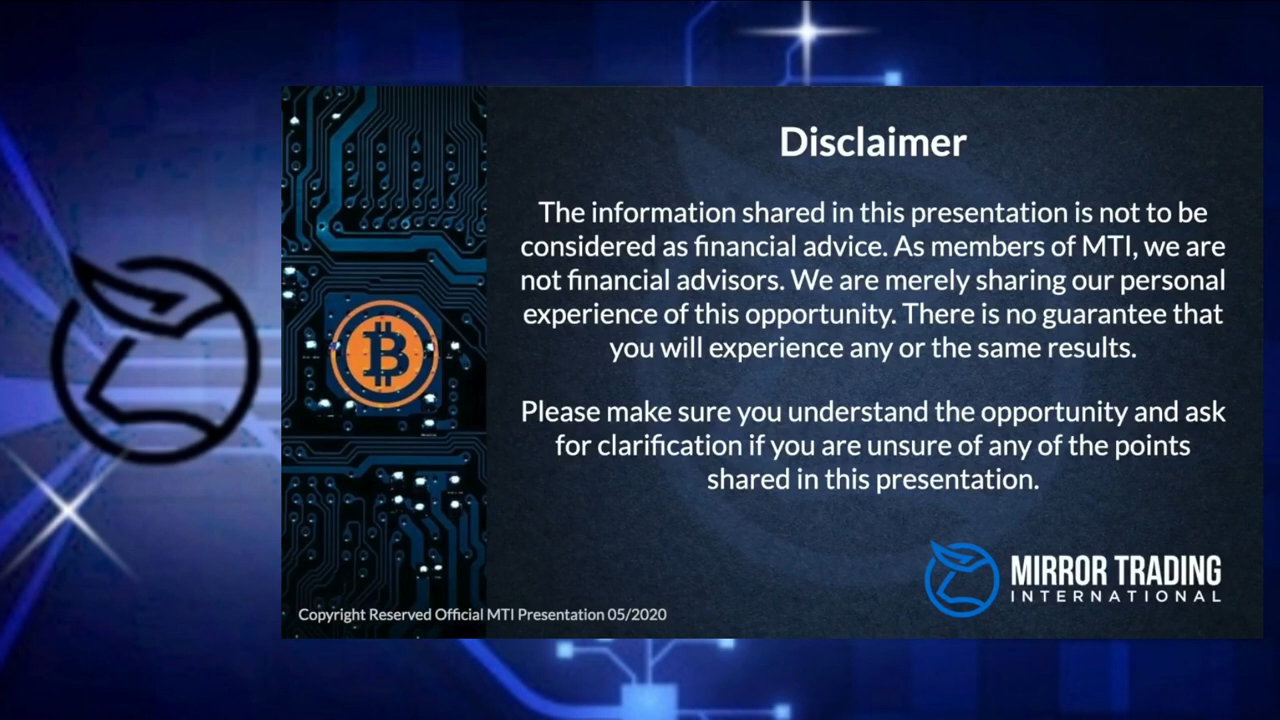 Disclaimer
The information shared in this presentation is not to be
considered as financial advice. As members of MTI, we are
not financial advisors. We are merely sharing our personal
experience of this opportunity. There is no guarantee that
you will experience any or the same results.
Please make sure you understand the opportunity and ask
for clarification if you are unsure of any of the points
shared in this presentation.
MIRROR TRADING
INTERNATIONAL
Copyright Reserved Official MTI Presentation 05/2020